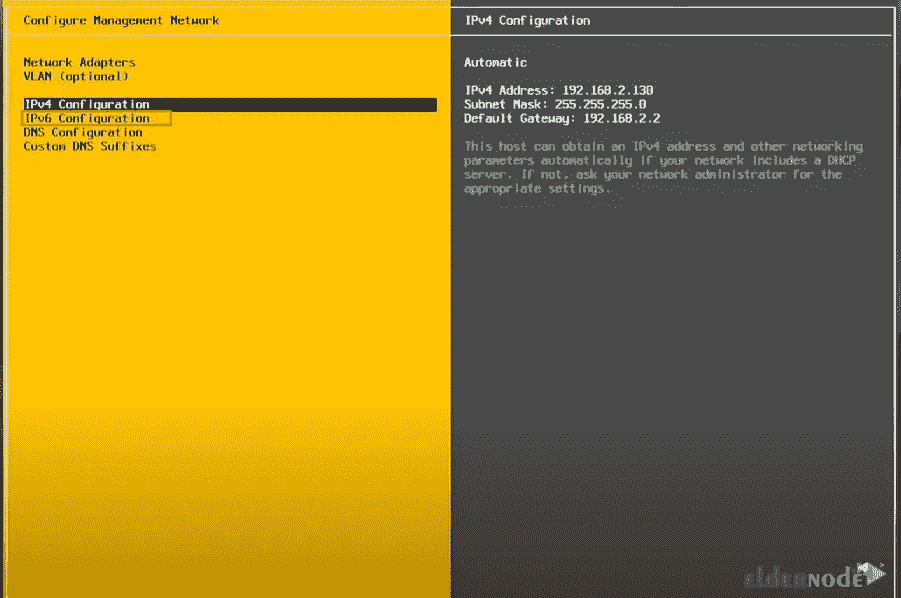 Configure Management Network
Network Adapters
VLAN (optional)
IPv4 Configuration
IPv6 Configuration
DNS Configuration
Custom DNS Suffixes
IPv4 Configuration
Automatic
IPv4 Address: 192.168.2.130
Subnet Mask: 255.255.255.0
Default Gateway: 192.168.2.2
This host can obtain an IPv4 address and other networking
parameters automatically if your network includes a DHCP
server. If not, ask your network administrator for the
appropriate settings.
eldernode